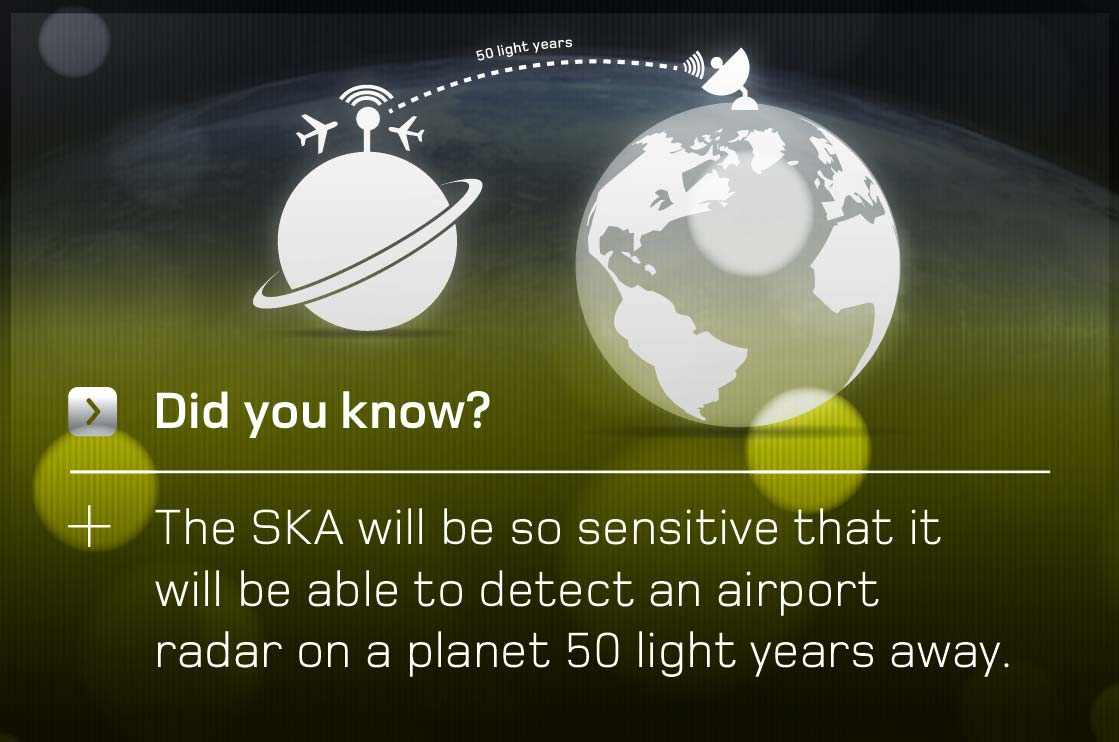 50 light years
Did you know?
The SKA will be so sensitive that it
will be able to detect an airport
radar on a planet 50 light years away.